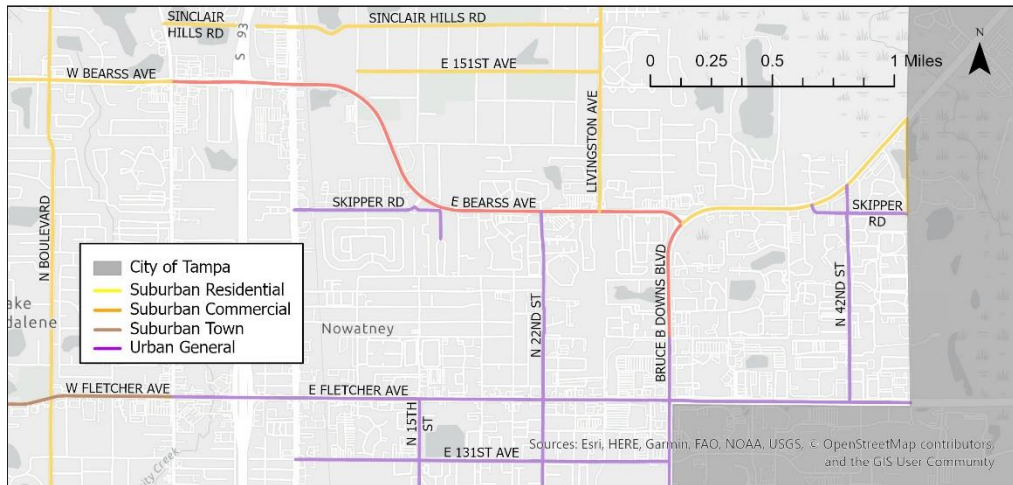 SINCLAIR
HILLS RD
SINCLAIR HILLS RD
S 93
N
0 0.25 0.5 1 Miles
W BEARSS AVE
E 151ST AVE
LIVINGSTON AVE
SKIPPER RD
E BEARSS AVE
SKIPPER
RD
N BOULEVARD
City of Tampa
Suburban Residential
Suburban Commercial
Suburban Town
Urban General
ake
dalene
Nowatney
N 22ND ST
BRUCE B DOWNS BLVD
N 42ND ST
W FLETCHER AVE
E FLETCHER AVE
N 15TH
ST
E 131ST AVE
Creek
Sources: Esri, HERE, Garmin, FAO, NOAA, USGS, © OpenStreetMap contributors,
and the GIS User Community